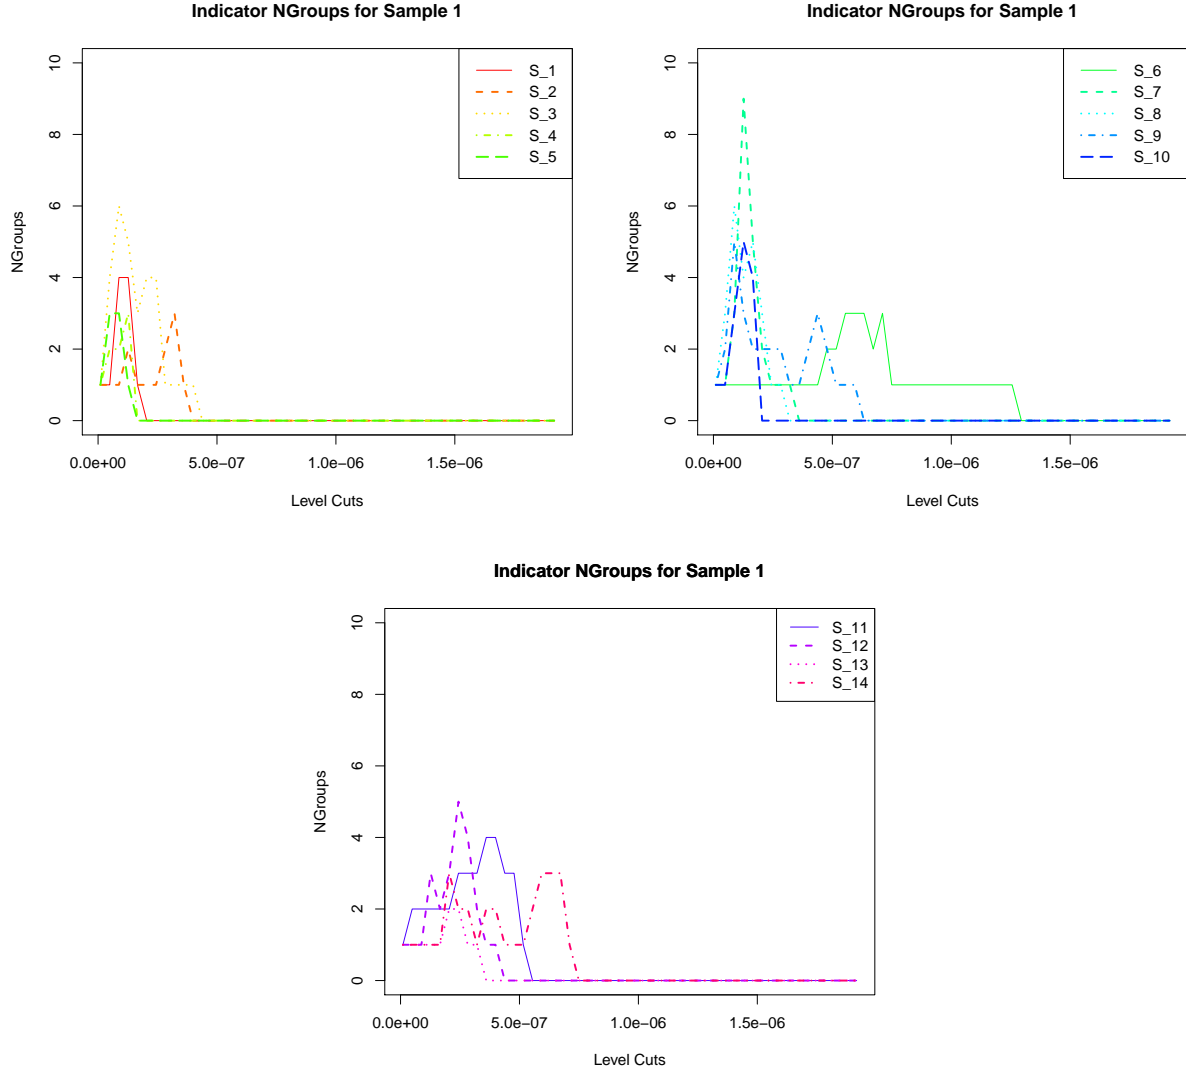 Indicator NGroups for Sample 1
NGroups
0
2
4
6
8
10
S_1
S_2
S_3
S_4
S_5
0.0e+00 5.0e-07 1.0e-06 1.5e-06
Level Cuts
Indicator NGroups for Sample 1
NGroups
0
2
4
6
8
10
S_6
S_7
S_8
S_9
S_10
0.0e+00 5.0e-07 1.0e-06 1.5e-06
Level Cuts
Indicator NGroups for Sample 1
NGroups
0
2
4
6
8
10
S_11
S_12
S_13
S_14
0.0e+00 5.0e-07 1.0e-06 1.5e-06
Level Cuts